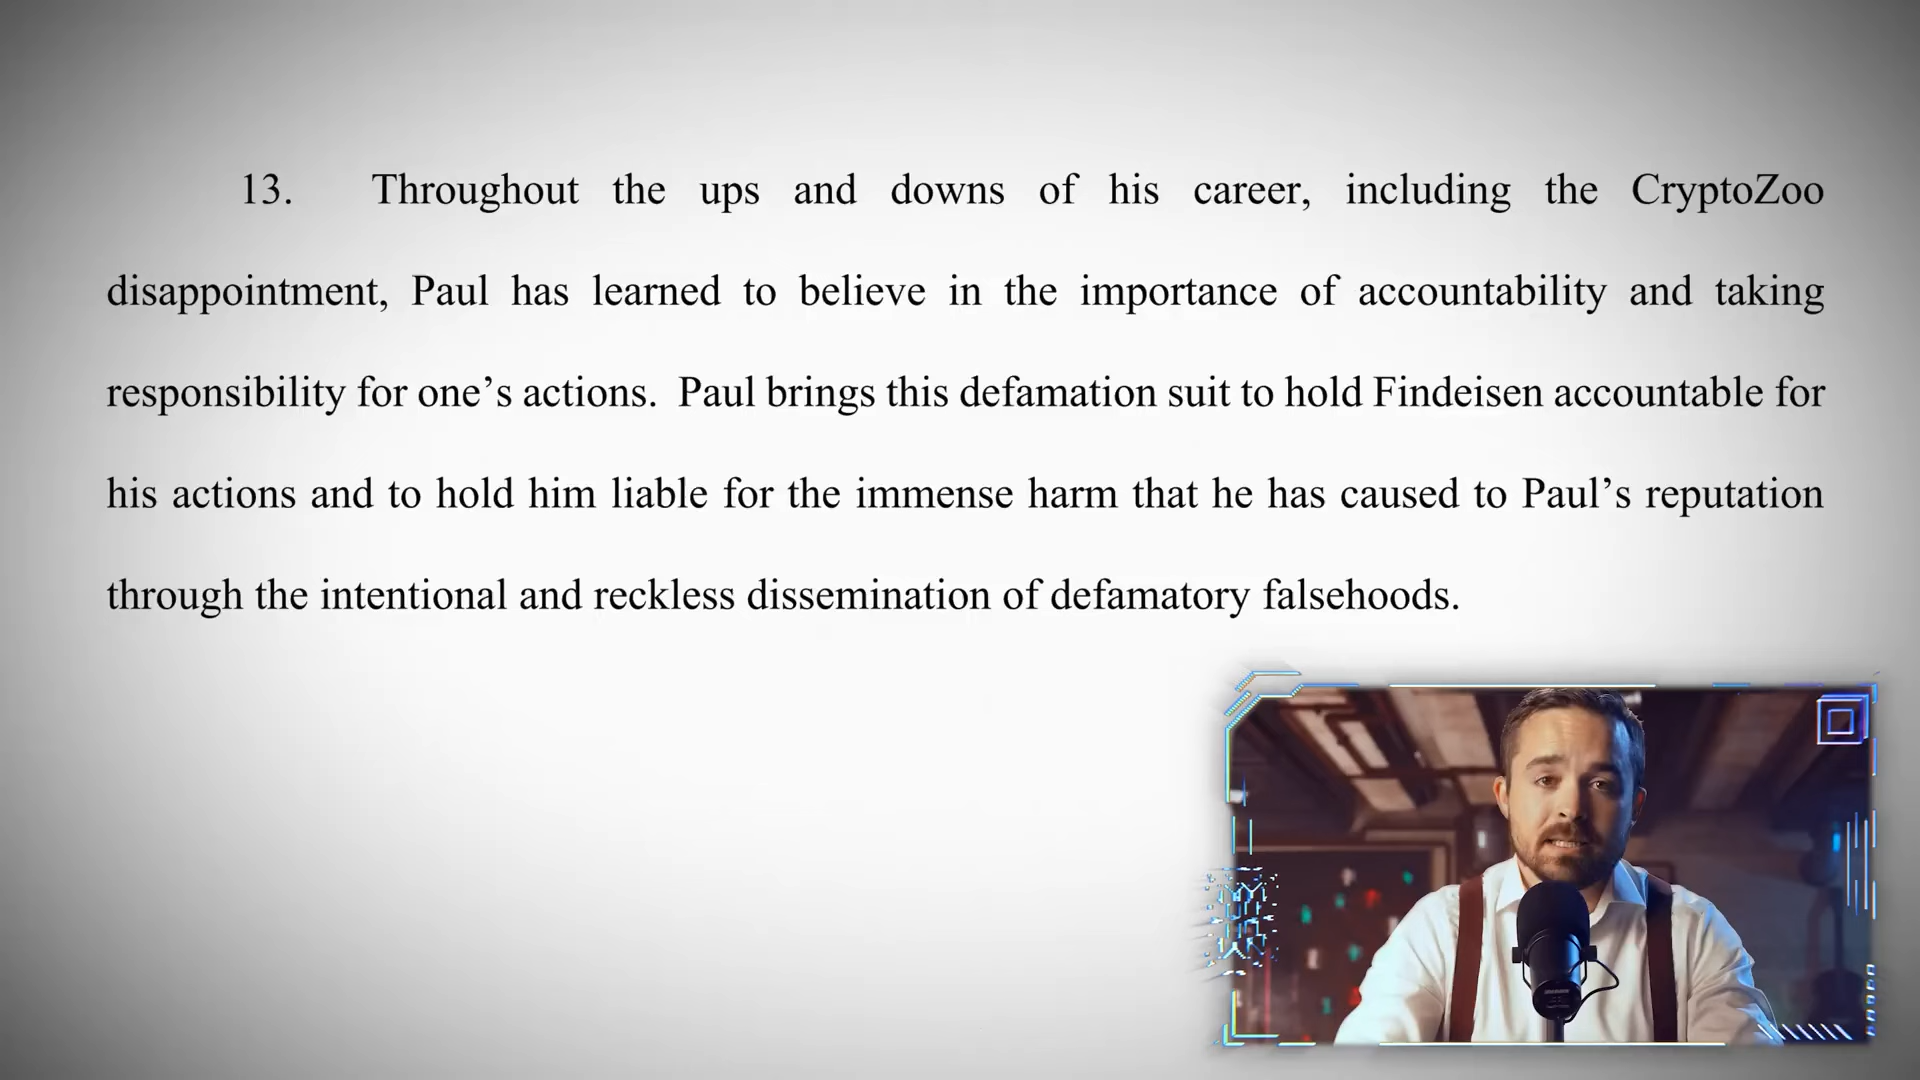 13. Throughout the ups and downs of his career, including the CryptoZoo
disappointment, Paul has learned to believe in the importance of accountability and taking
responsibility for one’s actions.  Paul brings this defamation suit to hold Findeisen accountable for
his actions and to hold him liable for the immense harm that he has caused to Paul’s reputation
through the intentional and reckless dissemination of defamatory falsehoods.